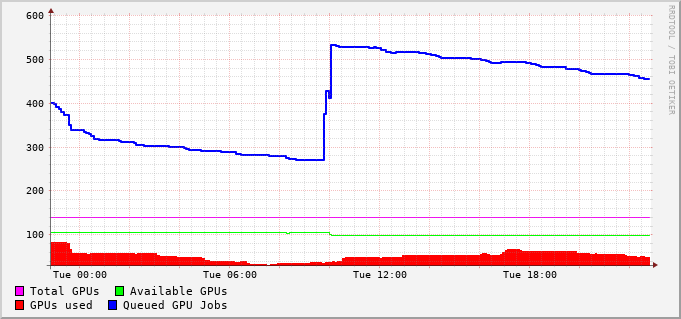 600
500
400
300
200
100
Tue 00:00 Tue 06:00 Tue 12:00 Tue 18:00
Total GPUs Available GPUs
GPUs used Queued GPU Jobs
RRDTOOL / TOBI OETIKER